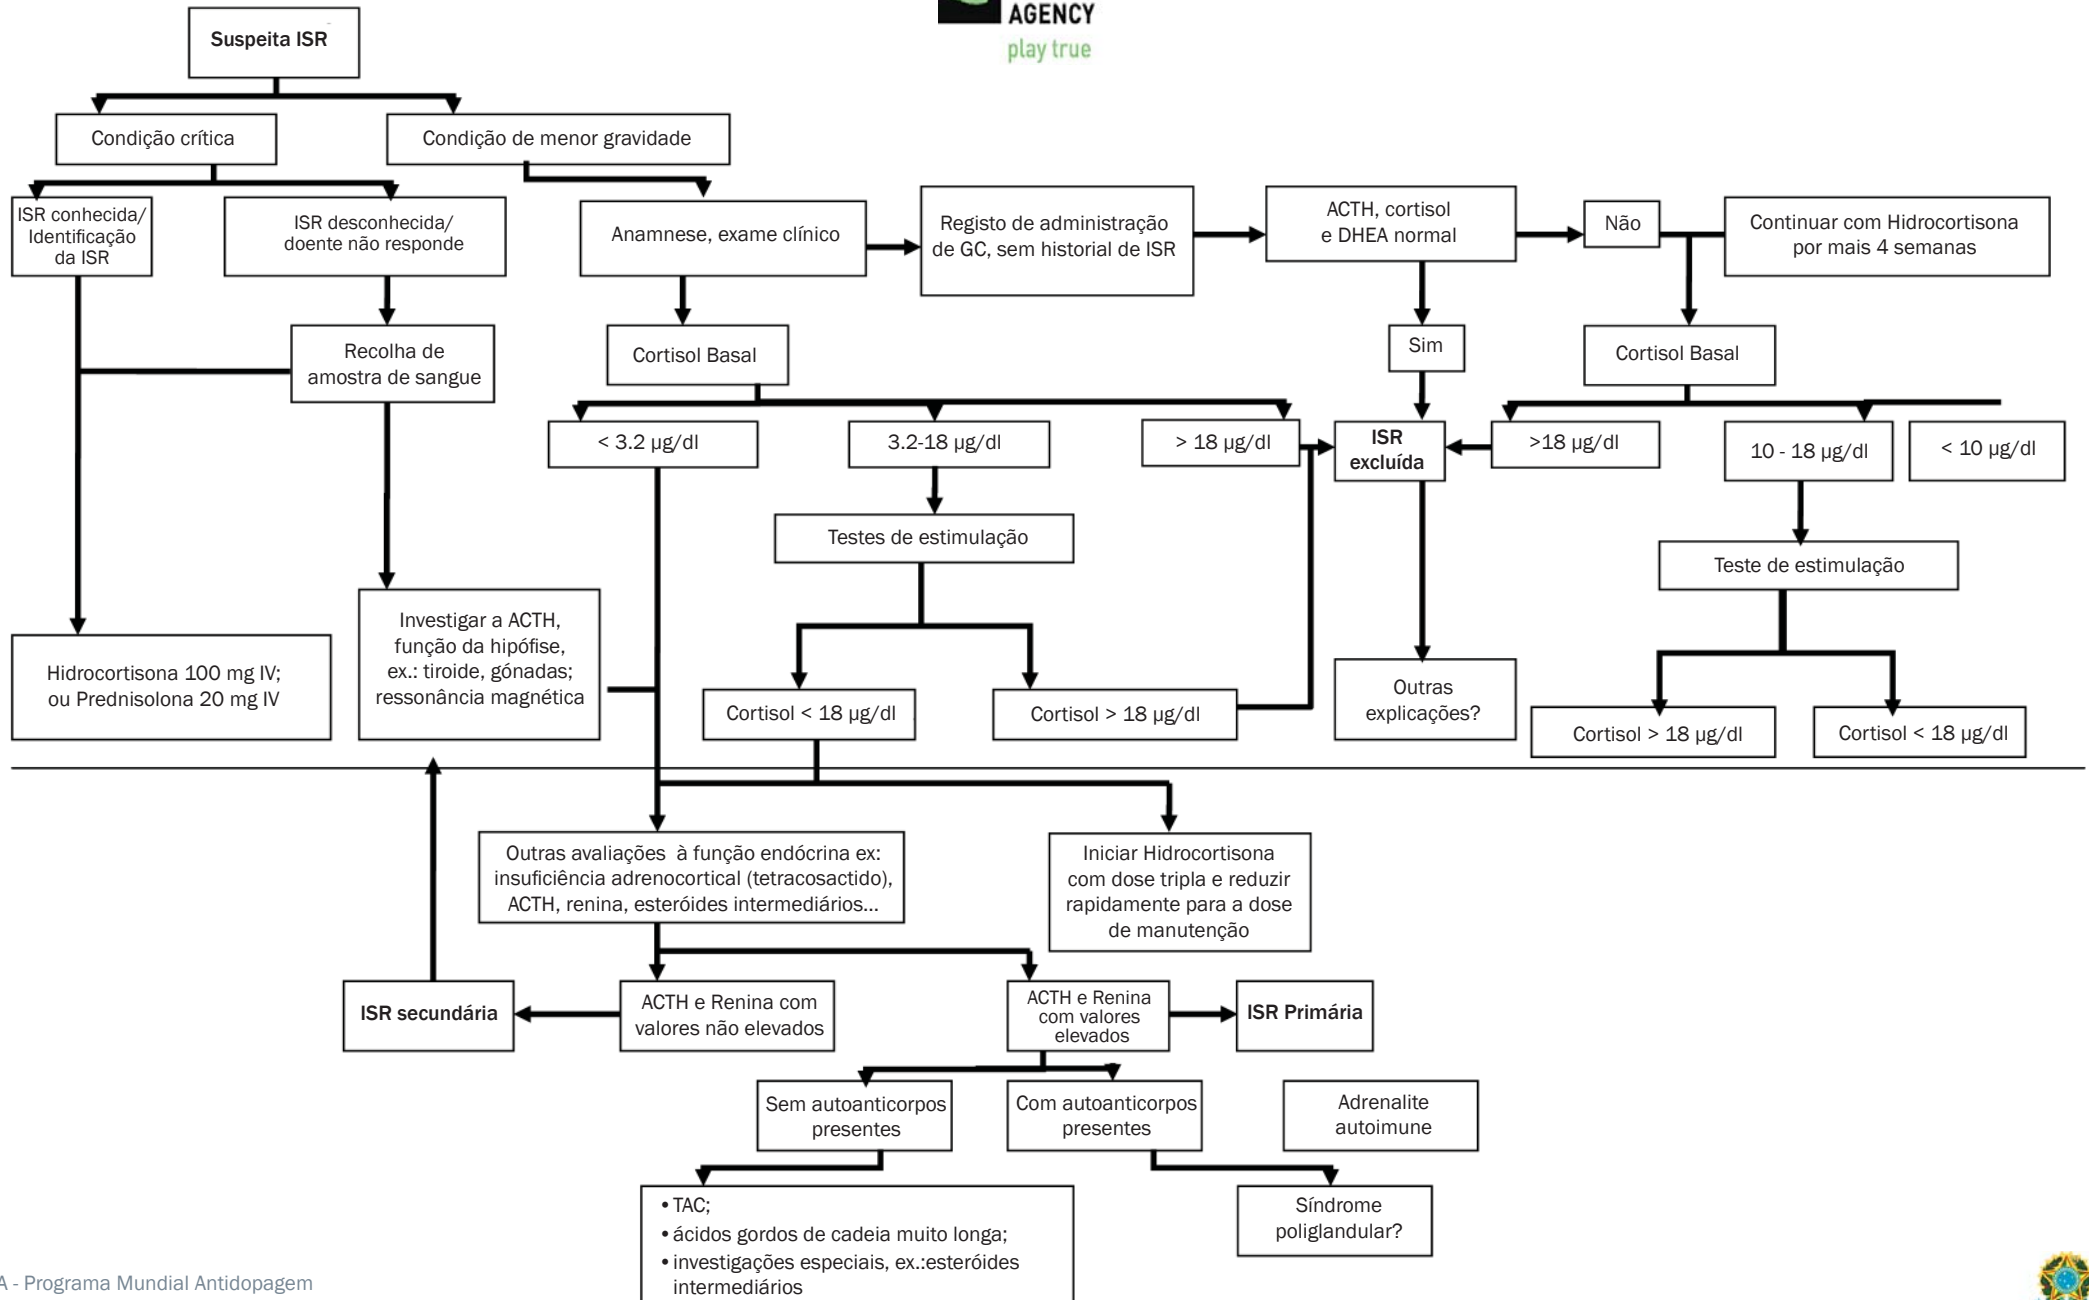 AGENCY
play true
Suspeita ISR
Condição crítica
Condição de menor gravidade
ISR conhecida/
Identificação
da ISR
ISR desconhecida/
doente não responde
Anamnese, exame clínico
Registo de administração
de GC, sem historial de ISR
ACTH, cortisol
e DHEA normal
Não
Continuar com Hidrocortisona
por mais 4 semanas
Recolha de
amostra de sangue
Cortisol Basal
Sim
Cortisol Basal
< 3.2 µg/dl
3.2-18 µg/dl
> 18 µg/dl
ISR
excluída
>18 µg/dl
10 - 18 µg/dl
< 10 µg/dl
Testes de estimulação
Teste de estimulação
Investigar a ACTH,
função da hipófise,
ex.: tiroide, gónadas;
ressonância magnética
Hidrocortisona 100 mg IV;
ou Prednisolona 20 mg IV
Cortisol < 18 µg/dl
Cortisol > 18 µg/dl
Outras
explicações?
Cortisol > 18 µg/dl
Cortisol < 18 µg/dl
Outras avaliações à função endócrina ex:
insuficiência adrenocortical (tetracosactido),
ACTH, renina, esteróides intermediários...
Iniciar Hidrocortisona
com dose tripla e reduzir
rapidamente para a dose
de manutenção
ISR secundária
ACTH e Renina com
valores não elevados
ACTH e Renina
com valores
elevados
ISR Primária
Sem autoanticorpos
presentes
Com autoanticorpos
presentes
Adrenalite
autoimune
• TAC;
• ácidos gordos de cadeia muito longa;
• investigações especiais, ex.:esteróides
intermediários
Síndrome
poliglandular?
A - Programa Mundial Antidopagem